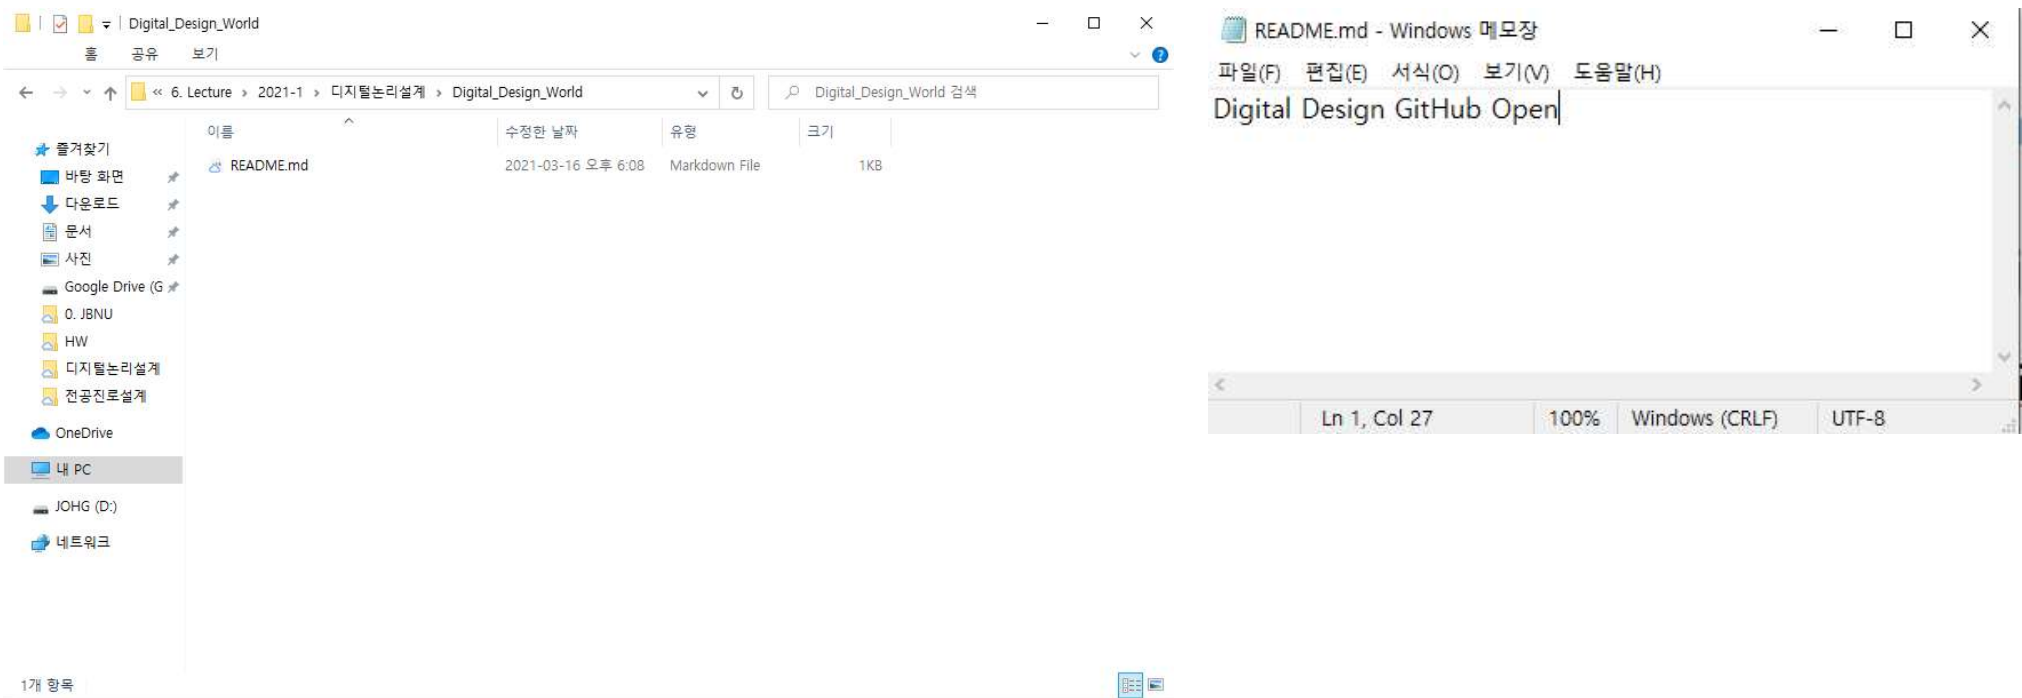 Digital_Design_World
홈 공유 보기
« 6. Lecture › 2021-1 › 디지털논리설계 › Digital_Design_World
Digital_Design_World 검색
이름 수정한 날짜 유형 크기
README.md 2021-03-16 오후 6:08 Markdown File 1KB
즐겨찾기
바탕 화면
다운로드
문서
사진
Google Drive (G
0. JBNU
HW
디지털논리설계
전공진로설계
OneDrive
내 PC
JOHG (D:)
네트워크
1개 항목
README.md - Windows 메모장
파일(F) 편집(E) 서식(O) 보기(V) 도움말(H)
Digital Design GitHub Open
Ln 1, Col 27 100% Windows (CRLF) UTF-8